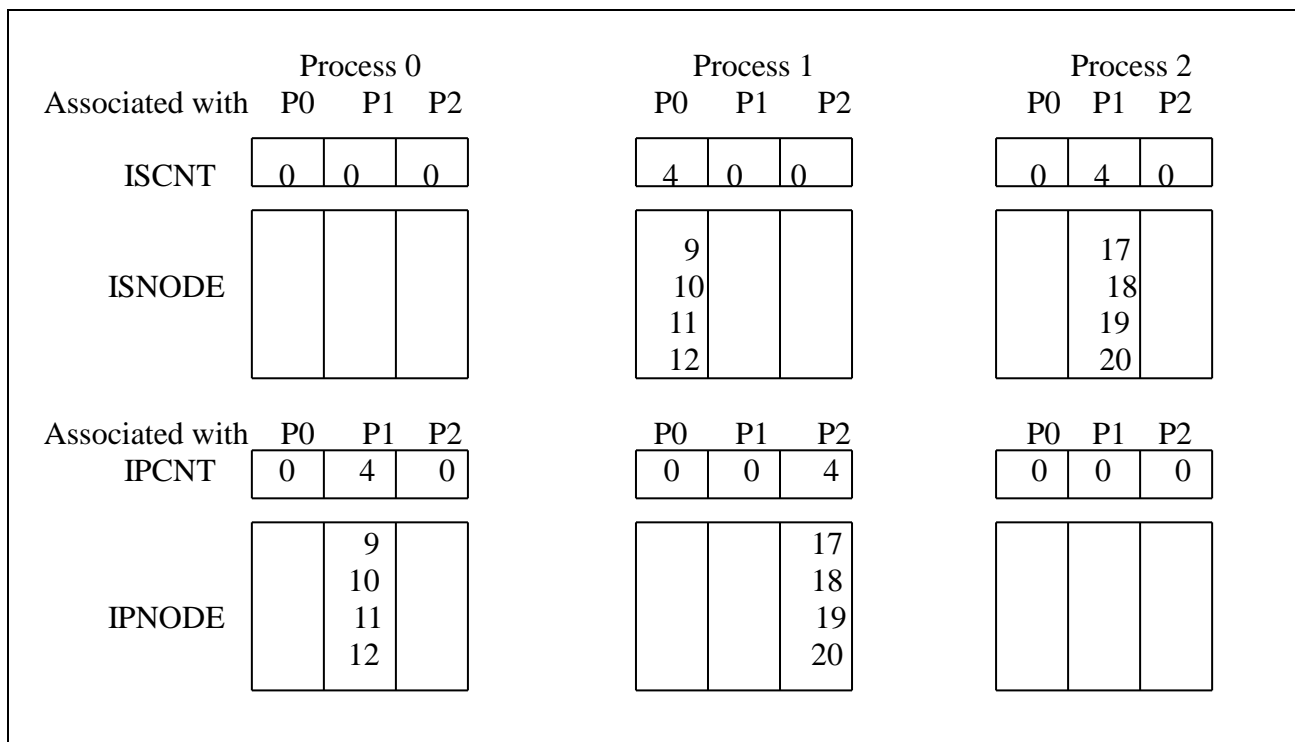 Process 0 Process 1 Process 2
Associated with P0 P1 P2 P0 P1 P2 P0 P1 P2
ISCNT 0 0 0 4 0 0 0 4 0
9 17
ISNODE 10 18
11 19
12 20
Associated with P0 P1 P2 P0 P1 P2 P0 P1 P2
IPCNT 0 4 0 0 0 4 0 0 0
9 17
10 18
IPNODE 11 19
12 20